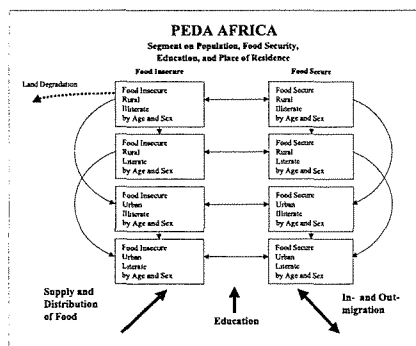 PEDA AFRICA
Segment on Population, Food Security,
Education, and Place of Residence
Food Insecure
Food Secure
Land Degradation
Food Insecure
Rural
Illiterate
by Age and Sex
Food Secure
Rural
Illiterate
by Age and Sex
Food Insecure
Rural
Literate
by Age and Sex
Food Secure
Rural
Literate
by Age and Sex
Food Insecure
Urban
Illiterate
by Age and Sex
Food Secure
Urban
Illiterate
by Age and Sex
Food Insecure
Urban
Literate
by Age and Sex
Food Secure
Urban
Literate
by Age and Sex
Supply and
Distribution
of Food
Education
In- and Out-
migration